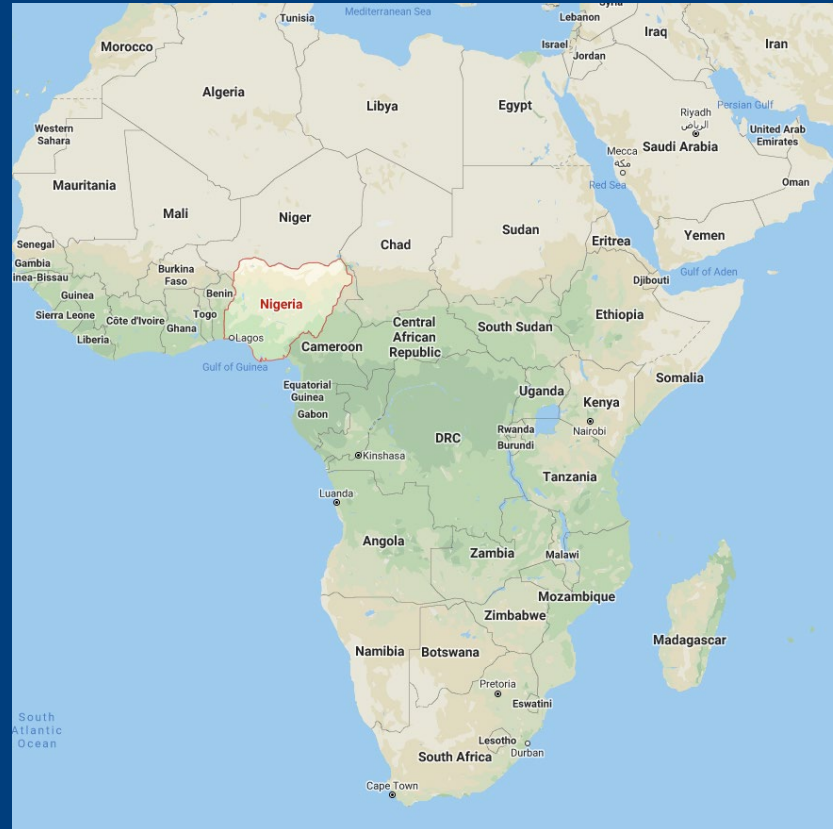 Mediterranean Sea
Tunisia
Lebanon
Iraq
Iran
Morocco
Israel
Jordan
Algeria
Libya
Egypt
Persian Gulf
Riyadh
الرياض
United Arab
Emirates
Western
Sahara
Mecca
مكة
Saudi Arabia
Mauritania
Red Sea
Oman
Mali
Niger
Chad
Sudan
Yemen
Senegal
Eritrea
Gambia
inea-Bissau
Burkina
Faso
Djibouti
Gulf of Aden
Guinea
Benin
Nigeria
Sierra Leone
Côte d'Ivoire
Togo
Ghana
Ethiopia
Central
African
Republic
South Sudan
Liberia
Lagos
Cameroon
Gulf of Guinea
Somalia
Equatorial
Guinea
Uganda
Kenya
Gabon
Nairobi
DRC
Rwanda
Burundi
Kinshasa
Tanzania
Luanda
Angola
Zambia
Malawi
Mozambique
Zimbabwe
Madagascar
Namibia
Botswana
Pretoria
Eswatini
South
Atlantic
Ocean
Lesotho
Durban
South Africa
Cape Town